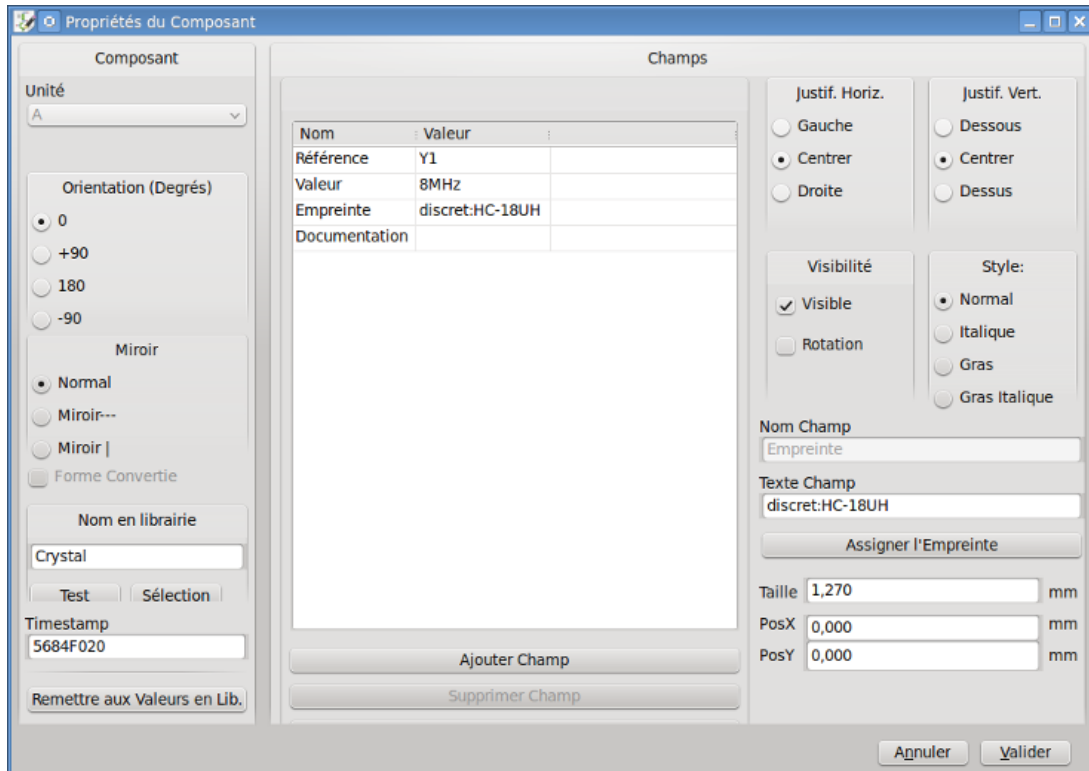 Propriétés du Composant
Composant
Unité
A
Orientation (Degrés)
0
+90
180
-90
Miroir
Normal
Miroir---
Miroir |
Forme Convertie
Nom en librairie
Crystal
Test Sélection
Timestamp
5684F020
Remettre aux Valeurs en Lib.
Champs
Nom Valeur
Référence Y1
Valeur 8MHz
Empreinte discret:HC-18UH
Documentation
Ajouter Champ
Supprimer Champ
Justif. Horiz.
Gauche
Centrer
Droite
Justif. Vert.
Dessous
Centrer
Dessus
Visibilité
Visible
Rotation
Style:
Normal
Italique
Gras
Gras Italique
Nom Champ
Empreinte
Texte Champ
discret:HC-18UH
Assigner l'Empreinte
Taille 1,270 mm
PosX 0,000 mm
PosY 0,000 mm
Annuler Valider